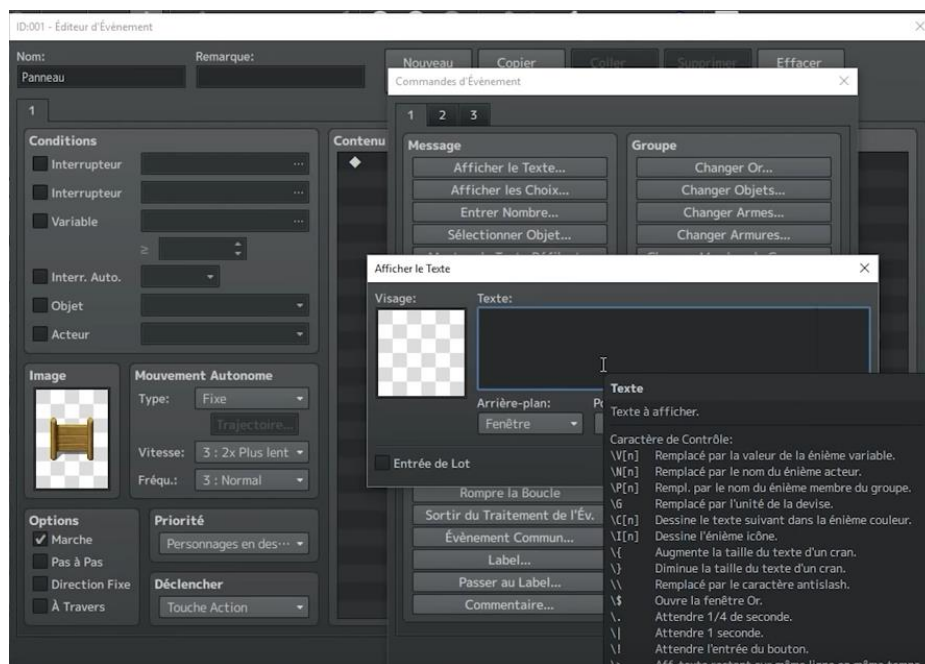 ID:001 - Éditeur d'Évènement
Nom:
Remarque:
Panneau
Nouveau
Copier
Coller
Supprimer
Effacer
1
Conditions
Interrupteur
...
Interrupteur
...
Variable
...
≥
Interr. Auto.
Objet
Acteur
Image
Mouvement Autonome
Type:
Fixe
Trajectoire...
Vitesse:
3 : 2x Plus lent
Fréqu.:
3 : Normal
Options
Marche
Pas à Pas
Direction Fixe
À Travers
Priorité
Personnages en des...
Déclencher
Touche Action
Contenu
Commandes d'Évènement
1 2 3
Message
Afficher le Texte...
Afficher les Choix...
Entrer Nombre...
Sélectionner Objet...
Groupe
Changer Or...
Changer Objets...
Changer Armes...
Changer Armures...
Afficher le Texte
Visage:
Texte:
Arrière-plan:
Fenêtre
Entrée de Lot
Rompre la Boucle
Sortir du Traitement de l'Év.
Évènement Commun...
Label...
Passer au Label...
Commentaire...
Texte
Texte à afficher.
Caractère de Contrôle:
\V[n] Remplacé par la valeur de la énième variable.
\N[n] Remplacé par le nom du énième acteur.
\P[n] Rempl. par le nom du énième membre du groupe.
\G Remplacé par l'unité de la devise.
\C[n] Dessine le texte suivant dans la énième couleur.
\I[n] Dessine l'énième icône.
\{ Augmente la taille du texte d'un cran.
\} Diminue la taille du texte d'un cran.
\\ Remplacé par le caractère antislash.
\$ Ouvre la fenêtre Or.
\. Attendre 1/4 de seconde.
\| Attendre 1 seconde.
\! Attendre l'entrée du bouton.